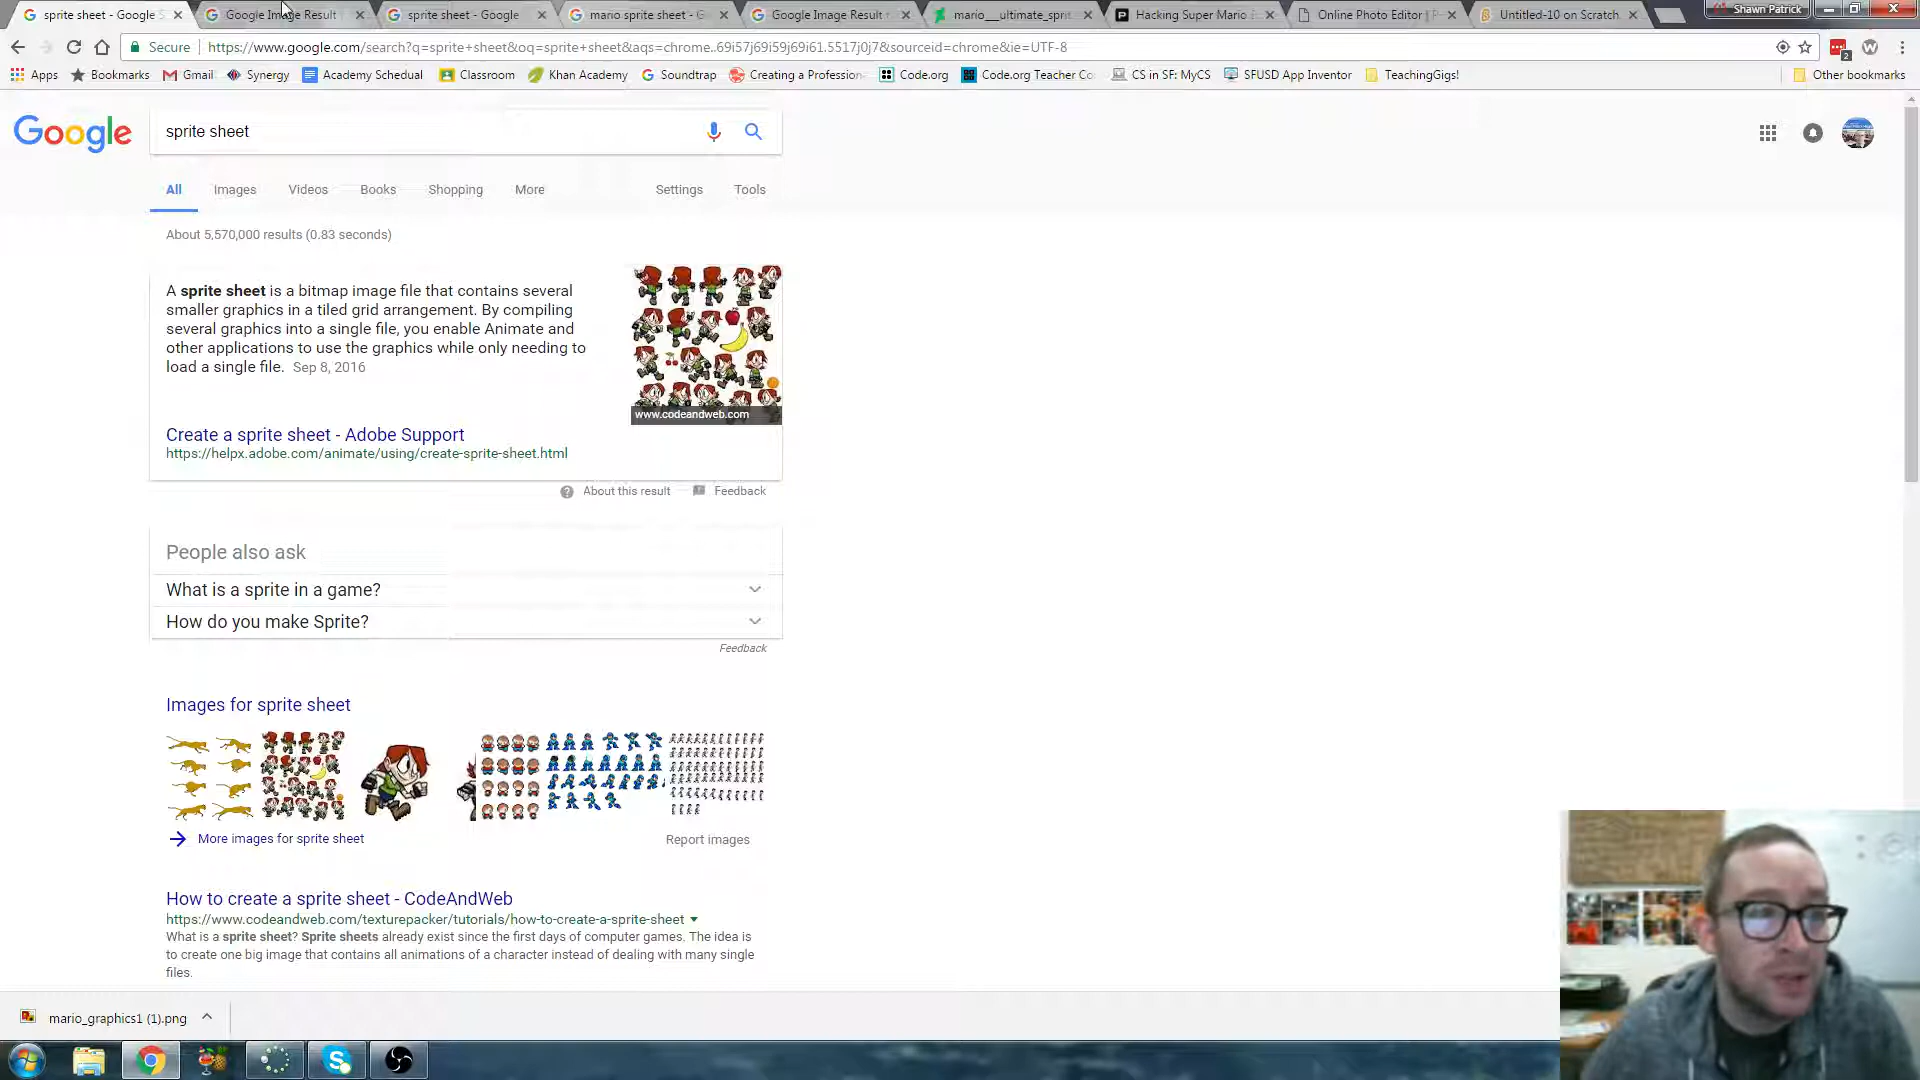 sprite sheet - Google S
Google Image Result
sprite sheet - Google
mario sprite sheet - G
Google Image Result
mario___ultimate_sprit
Hacking Super Mario
Online Photo Editor |
Untitled-10 on Scratch
Shawn Patrick
Secure
https://www.google.com/search?q=sprite+sheet&oq=sprite+sheet&aqs=chrome..69i57j69i59j69i61.5517j0j7&sourceid=chrome&ie=UTF-8
2
Apps
Bookmarks
Gmail
Synergy
Academy Schedual
Classroom
Khan Academy
Soundtrap
Creating a Profession
Code.org
Code.org Teacher Co
CS in SF: MyCS
SFUSD App Inventor
TeachingGigs!
Other bookmarks
Google
sprite sheet
All
Images
Videos
Books
Shopping
More
Settings
Tools
About 5,570,000 results (0.83 seconds)
A sprite sheet is a bitmap image file that contains several
smaller graphics in a tiled grid arrangement. By compiling
several graphics into a single file, you enable Animate and
other applications to use the graphics while only needing to
load a single file. Sep 8, 2016
www.codeandweb.com
Create a sprite sheet - Adobe Support
https://helpx.adobe.com/animate/using/create-sprite-sheet.html
About this result
Feedback
People also ask
What is a sprite in a game?
How do you make Sprite?
Feedback
Images for sprite sheet
More images for sprite sheet
Report images
How to create a sprite sheet - CodeAndWeb
https://www.codeandweb.com/texturepacker/tutorials/how-to-create-a-sprite-sheet
What is a sprite sheet? Sprite sheets already exist since the first days of computer games. The idea is
to create one big image that contains all animations of a character instead of dealing with many single
files.
mario_graphics1 (1).png